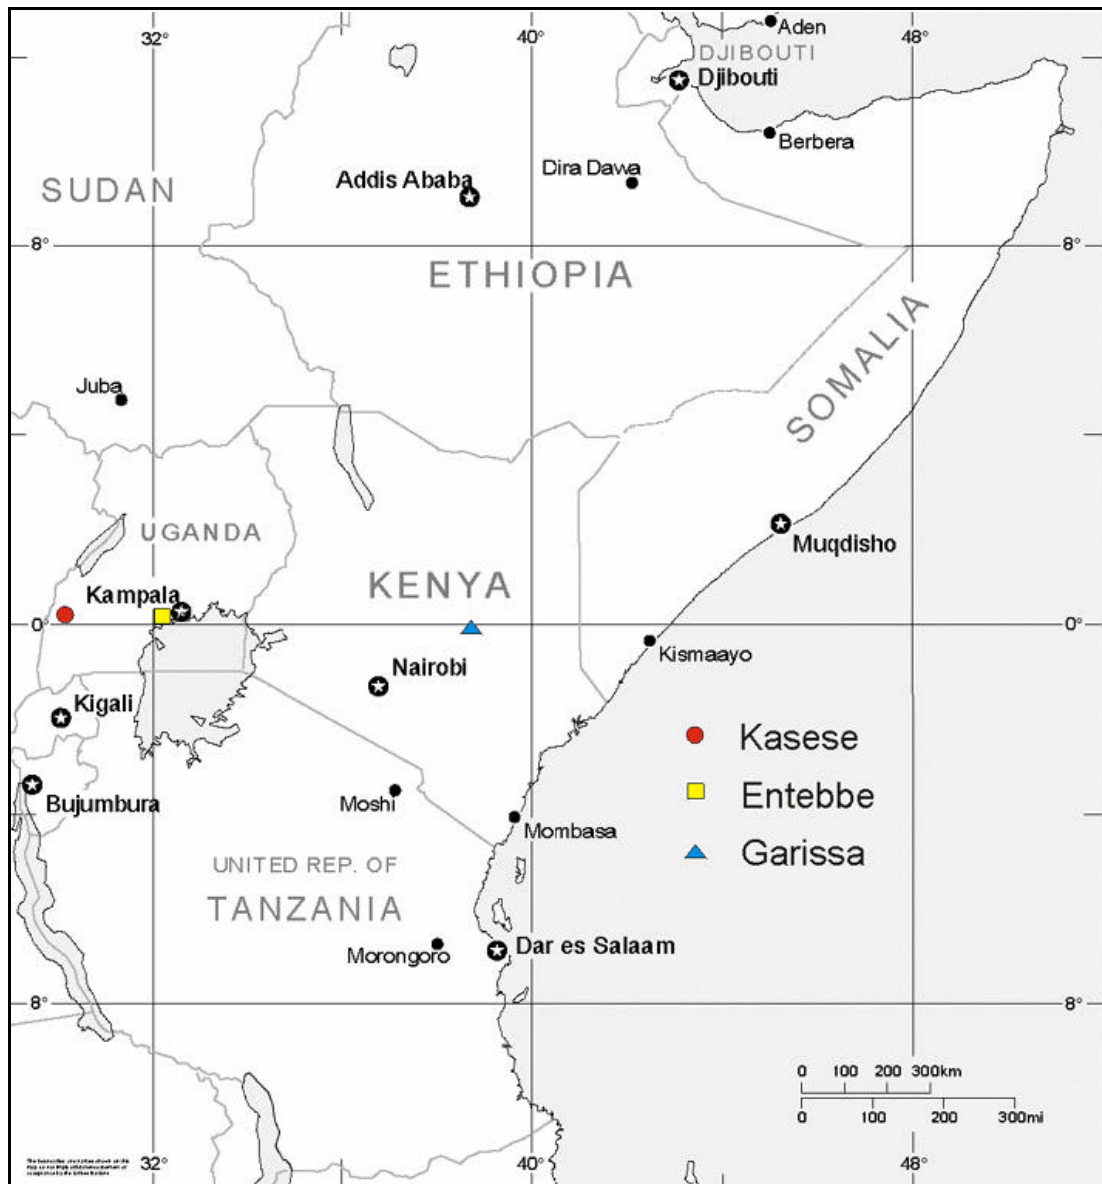 Aden
32°
40°
48°
DJIBOUTI
Djibouti
Berbera
Dira Dawa
Addis Ababa
SUDAN
8°
8°
ETHIOPIA
SOMALIA
Juba
UGANDA
Muqdisho
KENYA
Kampala
0°
0°
Kismaayo
Nairobi
Kigali
Kasese
Bujumbura
Moshi
Entebbe
Mombasa
Garissa
UNITED REP. OF
TANZANIA
Dar es Salaam
Morongoro
8°
8°
0 100 200 300km
0 100 200 300mi
32°
40°
48°